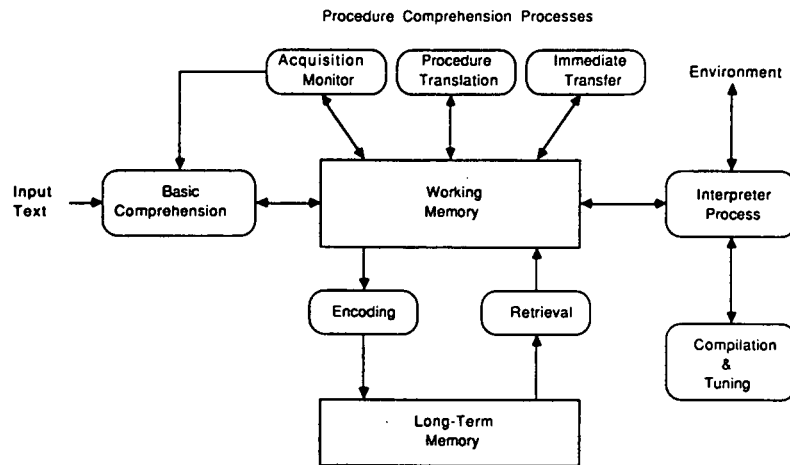 Procedure Comprehension Processes
Acquisition
Monitor
Procedure
Translation
Immediate
Transfer
Environment
Input
Text
Basic
Comprehension
Working
Memory
Interpreter
Process
Encoding
Retrieval
Compilation
&
Tuning
Long-Term
Memory